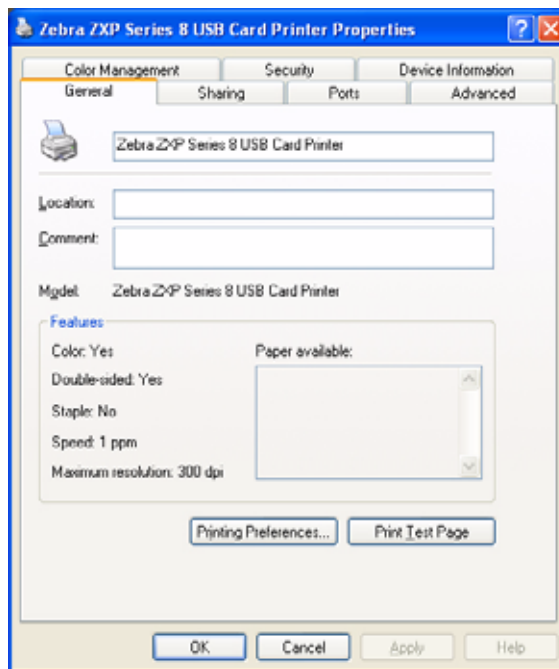 Zebra ZXP Series 8 USB Card Printer Properties
Color Management Security Device Information
General Sharing Ports Advanced
Zebra ZXP Series 8 USB Card Printer
Location:
Comment:
Model: Zebra ZXP Series 8 USB Card Printer
Features
Color: Yes Paper available:
Double-sided: Yes
Staple: No
Speed: 1 ppm
Maximum resolution: 300 dpi
Printing Preferences... Print Test Page
OK Cancel Apply Help